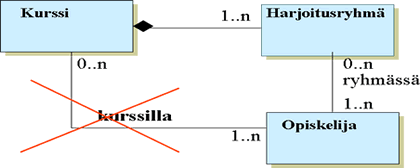 Kurssi
1..n
Harjoitusryhmä
0..n
0..n
ryhmässä
kurssilla
1..n
1..n
Opiskelija